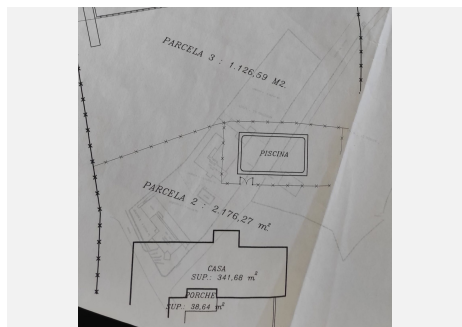 PARCELA 3 : 1.126,59 M2.
PISCINA
PARCELA 2 : 2.176,27 m²
CASA
SUP.: 341,68 m²
PORCHE
SUP.: 38,64 m²